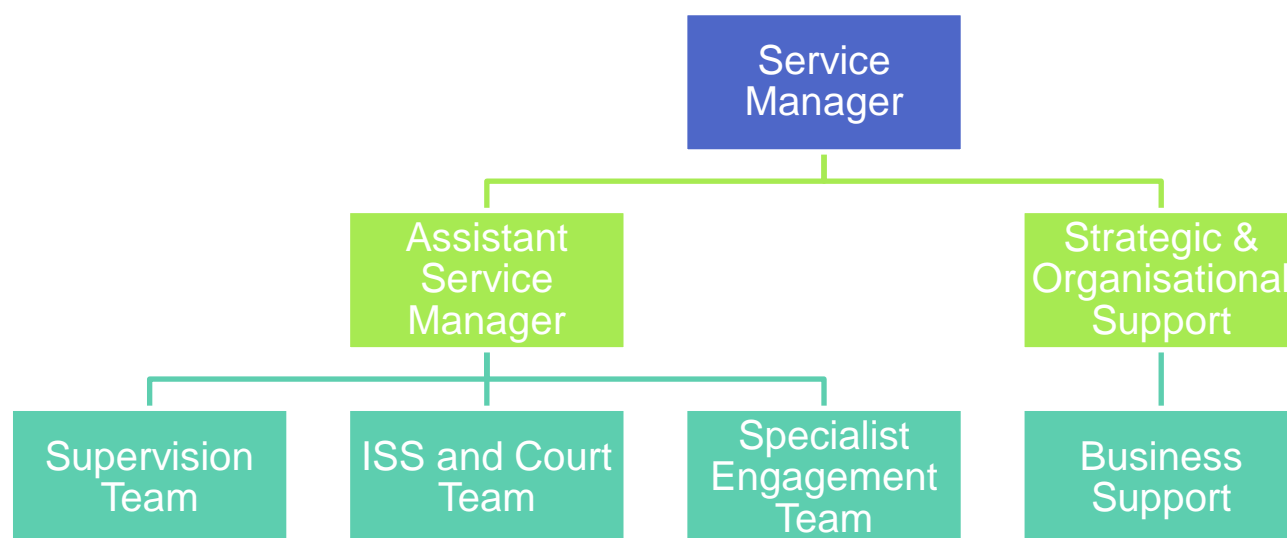 Service
Manager
Assistant
Service
Manager
Strategic &
Organisational
Support
Supervision
Team
ISS and Court
Team
Specialist
Engagement
Team
Business
Support